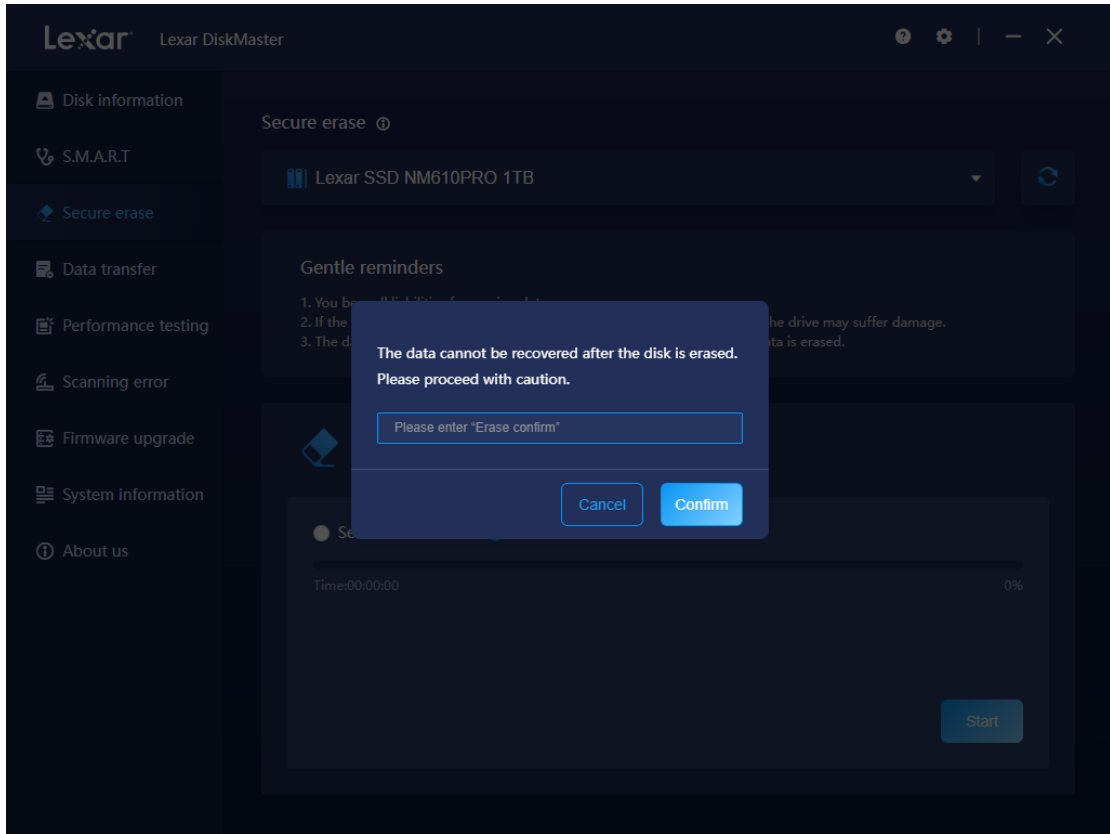 Lexar Lexar DiskMaster
Disk information
S.M.A.R.T
Secure erase
Data transfer
Performance testing
Scanning error
Firmware upgrade
System information
About us
Secure erase
Lexar SSD NM610PRO 1TB
Gentle reminders
1. You
2. If the he drive may suffer damage.
3. The is erased.
The data cannot be recovered after the disk is erased.
Please proceed with caution.
Please enter “Erase confirm”
Cancel Confirm
Time:00:00:00 0%
Start